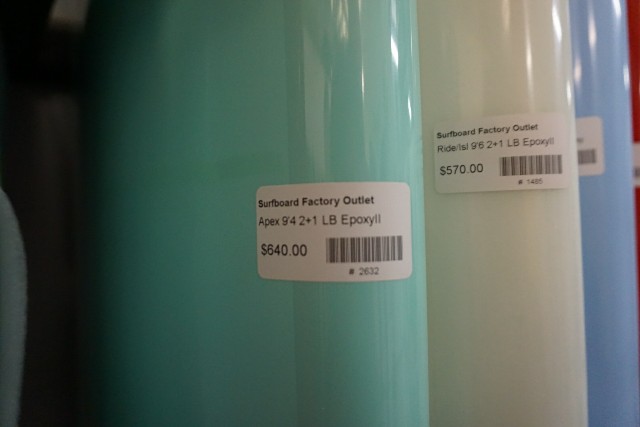 Surfboard Factory Outlet
Apex 9'4 2+1 LB EpoxyII
$640.00
# 2632
Surfboard Factory Outlet
Ride/Isl 9'6 2+1 LB EpoxyII
$570.00
# 1485